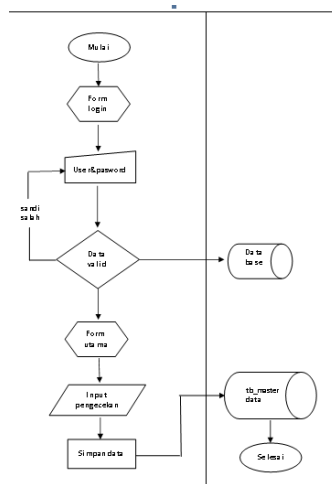 Mulai
Form
login
User&pasword
sandi
salah
Data
valid
Data
base
Form
utama
Input
pengecekan
tb_master
data
Simpan data
Selesai